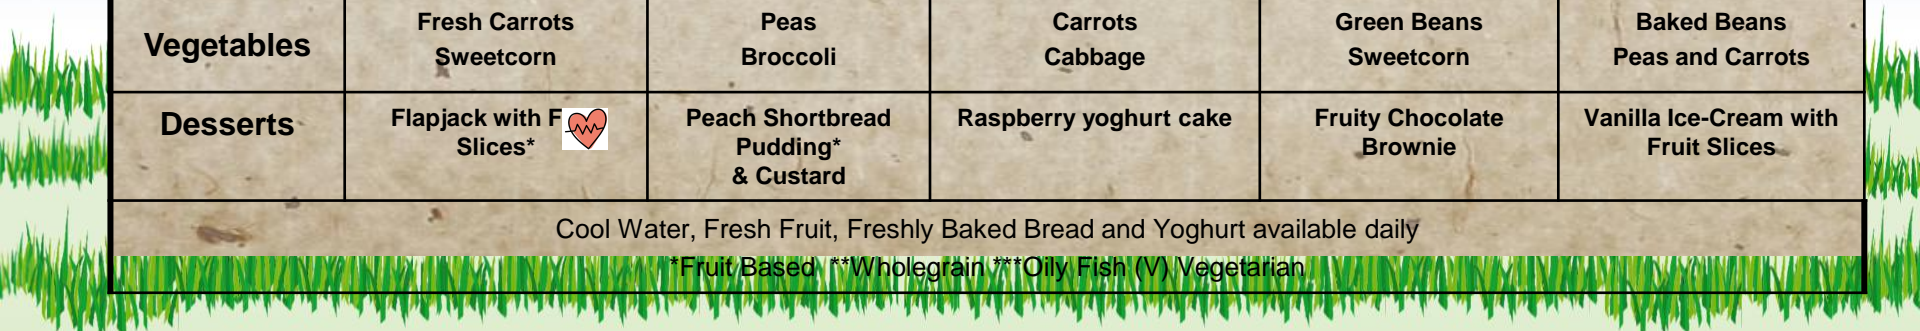 Vegetables
Fresh Carrots
Sweetcorn
Peas
Broccoli
Carrots
Cabbage
Green Beans
Sweetcorn
Baked Beans
Peas and Carrots
Desserts
Flapjack with
Slices*
Peach Shortbread
Pudding*
& Custard
Raspberry yoghurt cake
Fruity Chocolate
Brownie
Vanilla Ice-Cream with
Fruit Slices
Cool Water, Fresh Fruit, Freshly Baked Bread and Yoghurt available daily
*Fruit Based **Wholegrain ***Oily Fish (V) Vegetarian